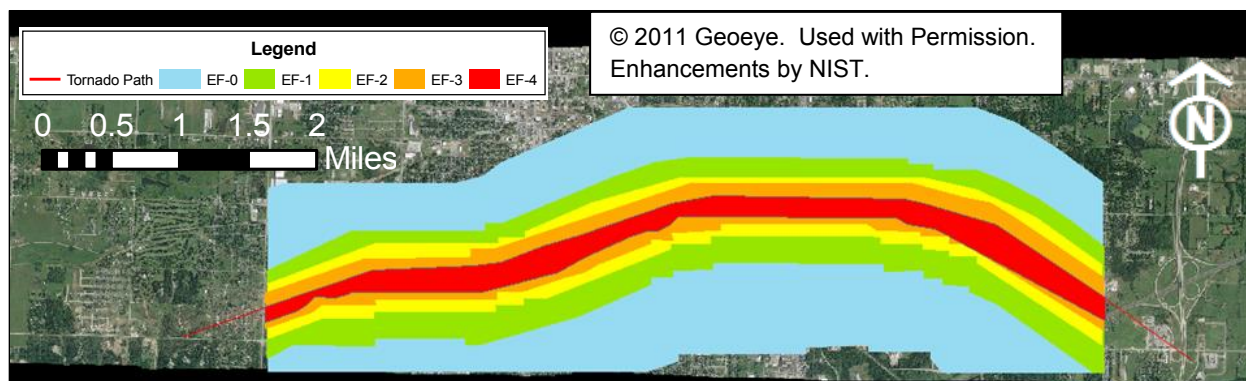 Legend
Tornado Path EF-0 EF-1 EF-2 EF-3 EF-4
© 2011 Geoeye. Used with Permission.
Enhancements by NIST.
0 0.5 1 1.5 2
Miles
N